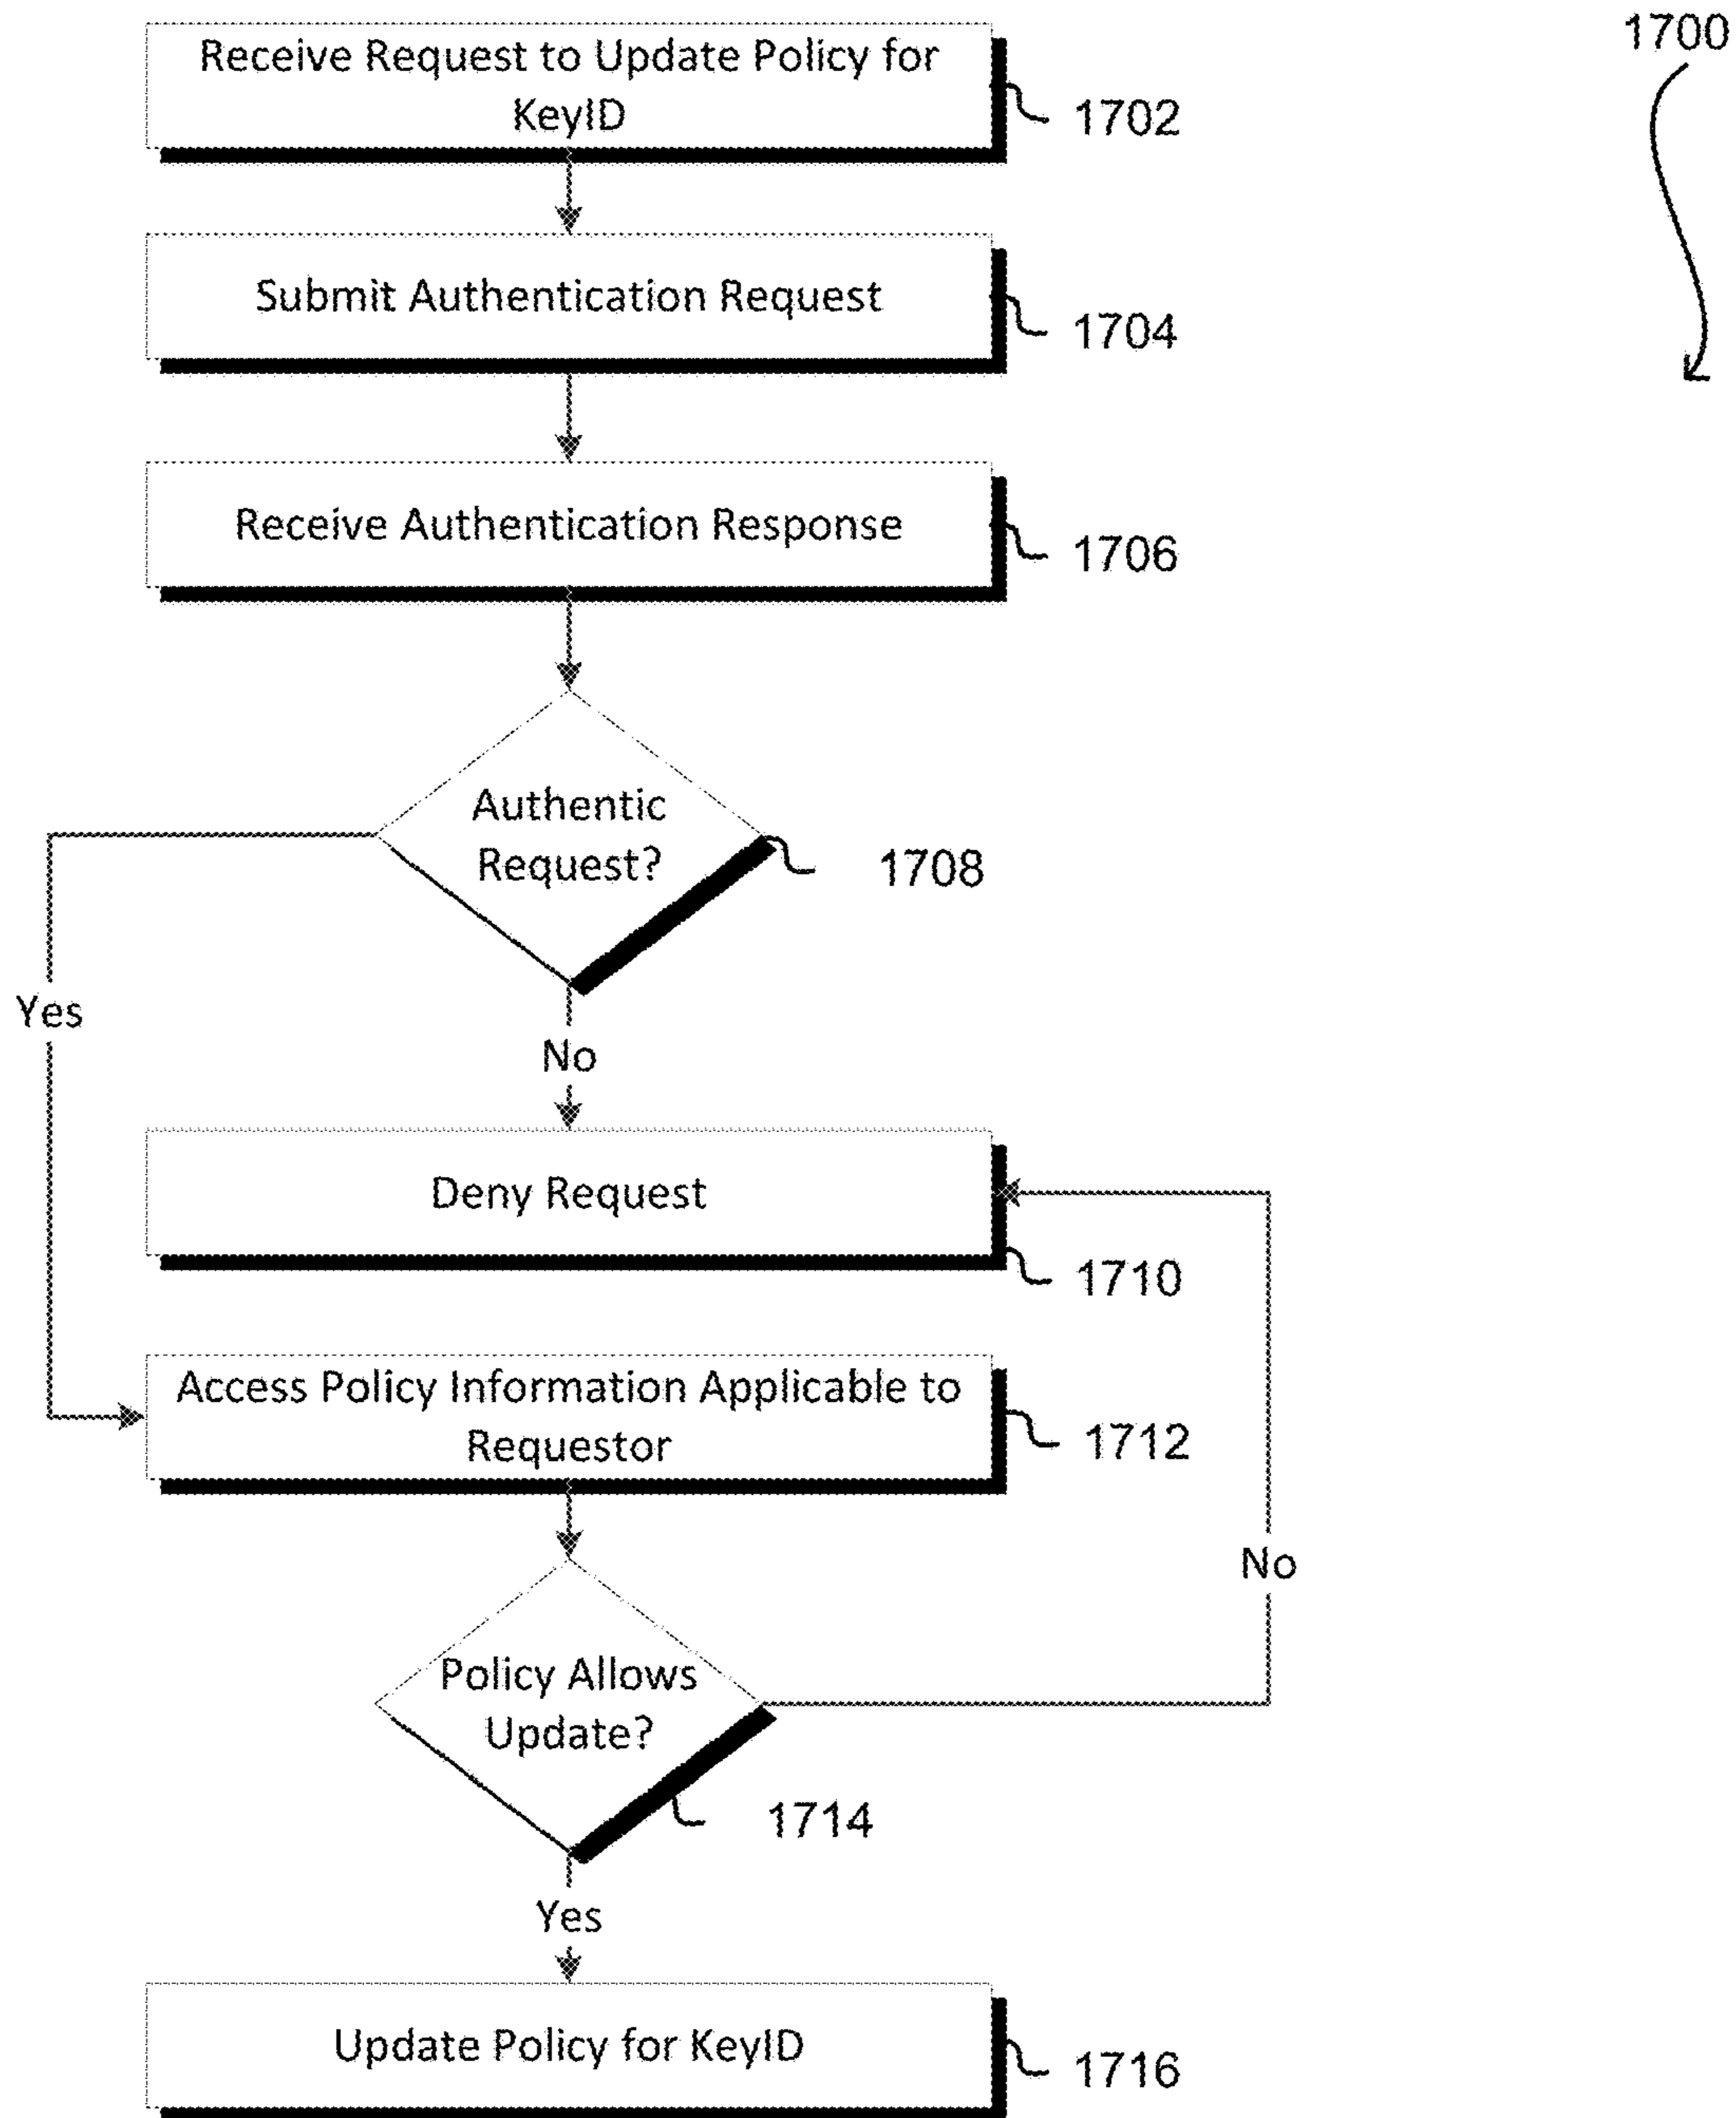 1700
Receive Request to Update Policy for
KeyID
1702
Submit Authentication Request
1704
Receive Authentication Response
1706
Authentic
Request?
1708
Yes
No
Deny Request
1710
Access Policy Information Applicable to
Requestor
1712
No
Policy Allows
Update?
1714
Yes
Update Policy for KeyID
1716